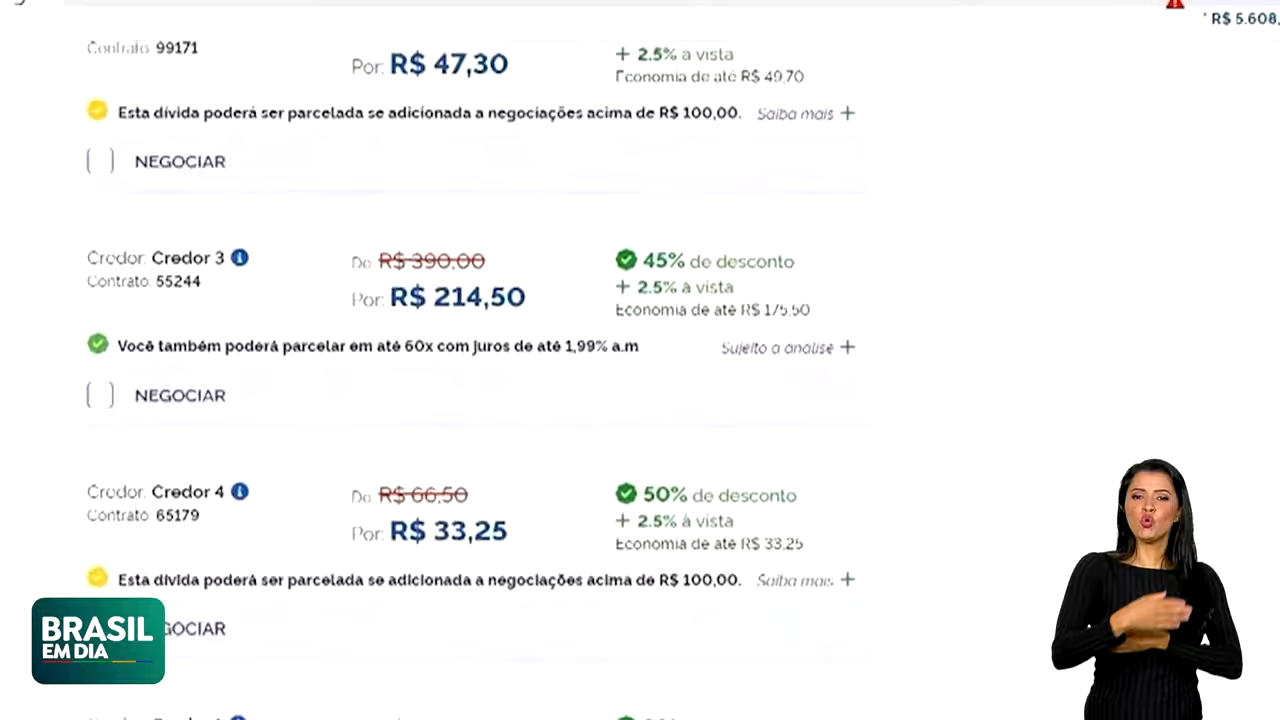 * R$ 5.608,
Contrato: 99171
Por: R$ 47,30
+ 2.5% à vista
Economia de até R$ 49,70
Esta dívida poderá ser parcelada se adicionada a negociações acima de R$ 100,00. Saiba mais +
NEGOCIAR
Credor: Credor 3
Contrato: 55244
De R$ 390,00
Por: R$ 214,50
45% de desconto
+ 2.5% à vista
Economia de até R$ 175,50
Você também poderá parcelar em até 60x com juros de até 1,99% a.m
Sujeito a analise +
NEGOCIAR
Credor: Credor 4
Contrato: 65179
De R$ 66,50
Por: R$ 33,25
50% de desconto
+ 2.5% à vista
Economia de até R$ 33,25
Esta dívida poderá ser parcelada se adicionada a negociações acima de R$ 100,00. Saiba mais +
GOCIAR
BRASIL
EM DIA